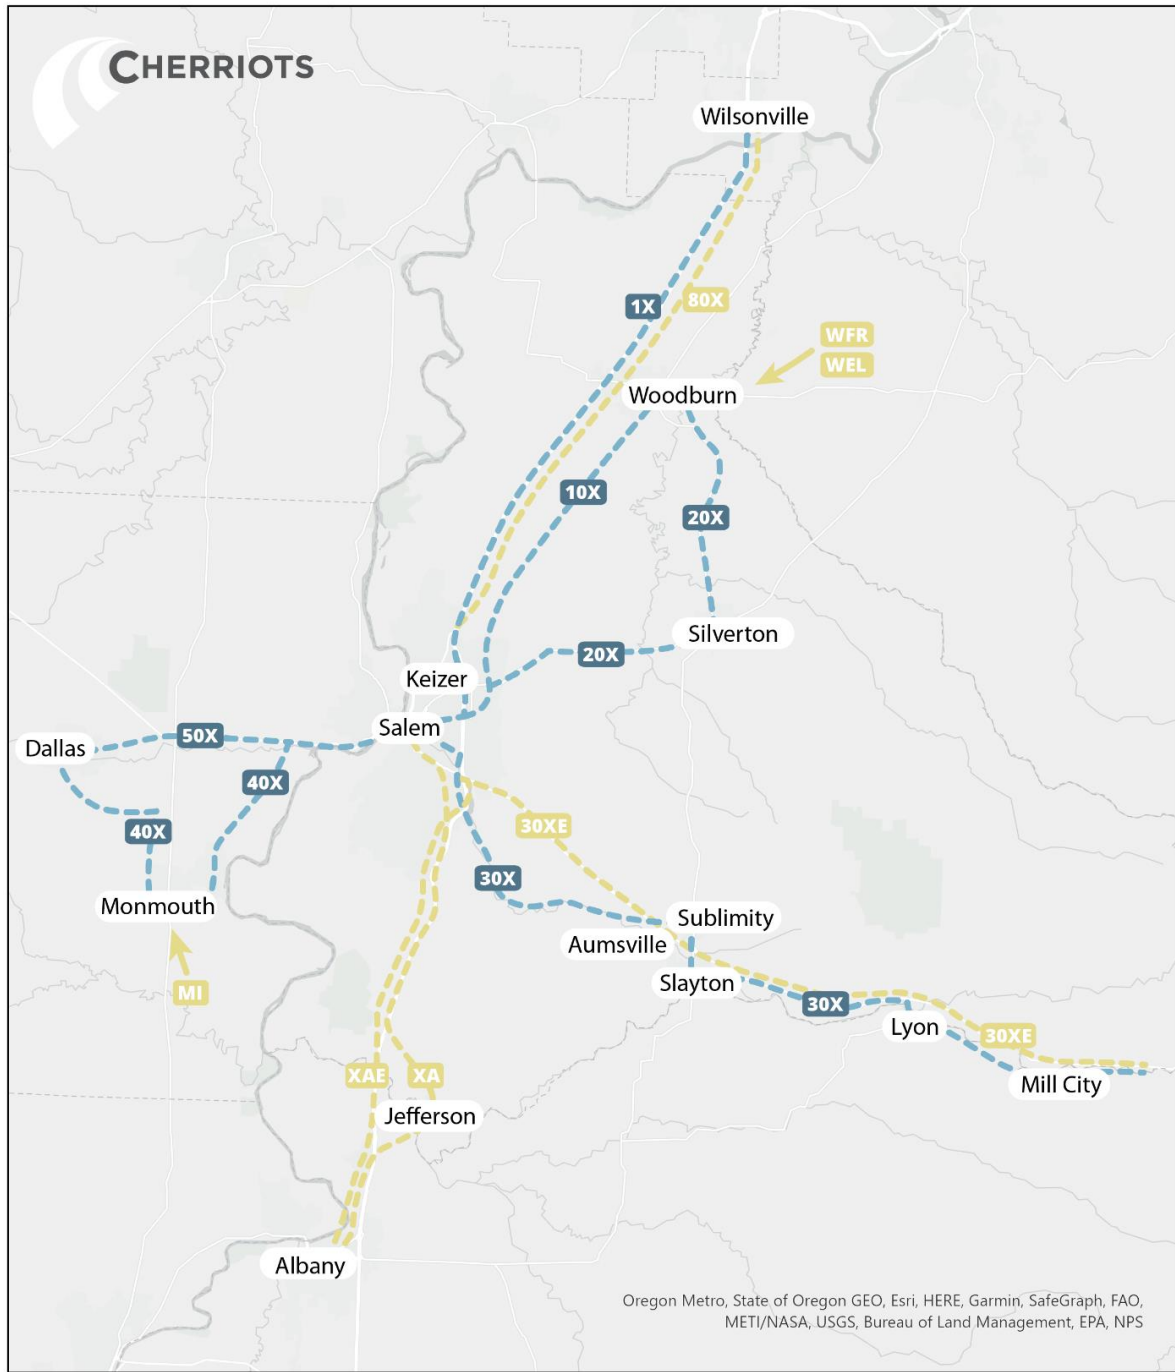 CHERRIOTS
Wilsonville
1X
80X
WFR
WEL
Woodburn
10X
20X
Silverton
20X
Keizer
Salem
50X
Dallas
40X
40X
30XE
30X
Monmouth
Sublimity
Aumsville
Slayton
MI
30X
Lyon
30XE
XAE
XA
Mill City
Jefferson
Albany
Oregon Metro, State of Oregon GEO, Esri, HERE, Garmin, SafeGraph, FAO,
METI/NASA, USGS, Bureau of Land Management, EPA, NPS